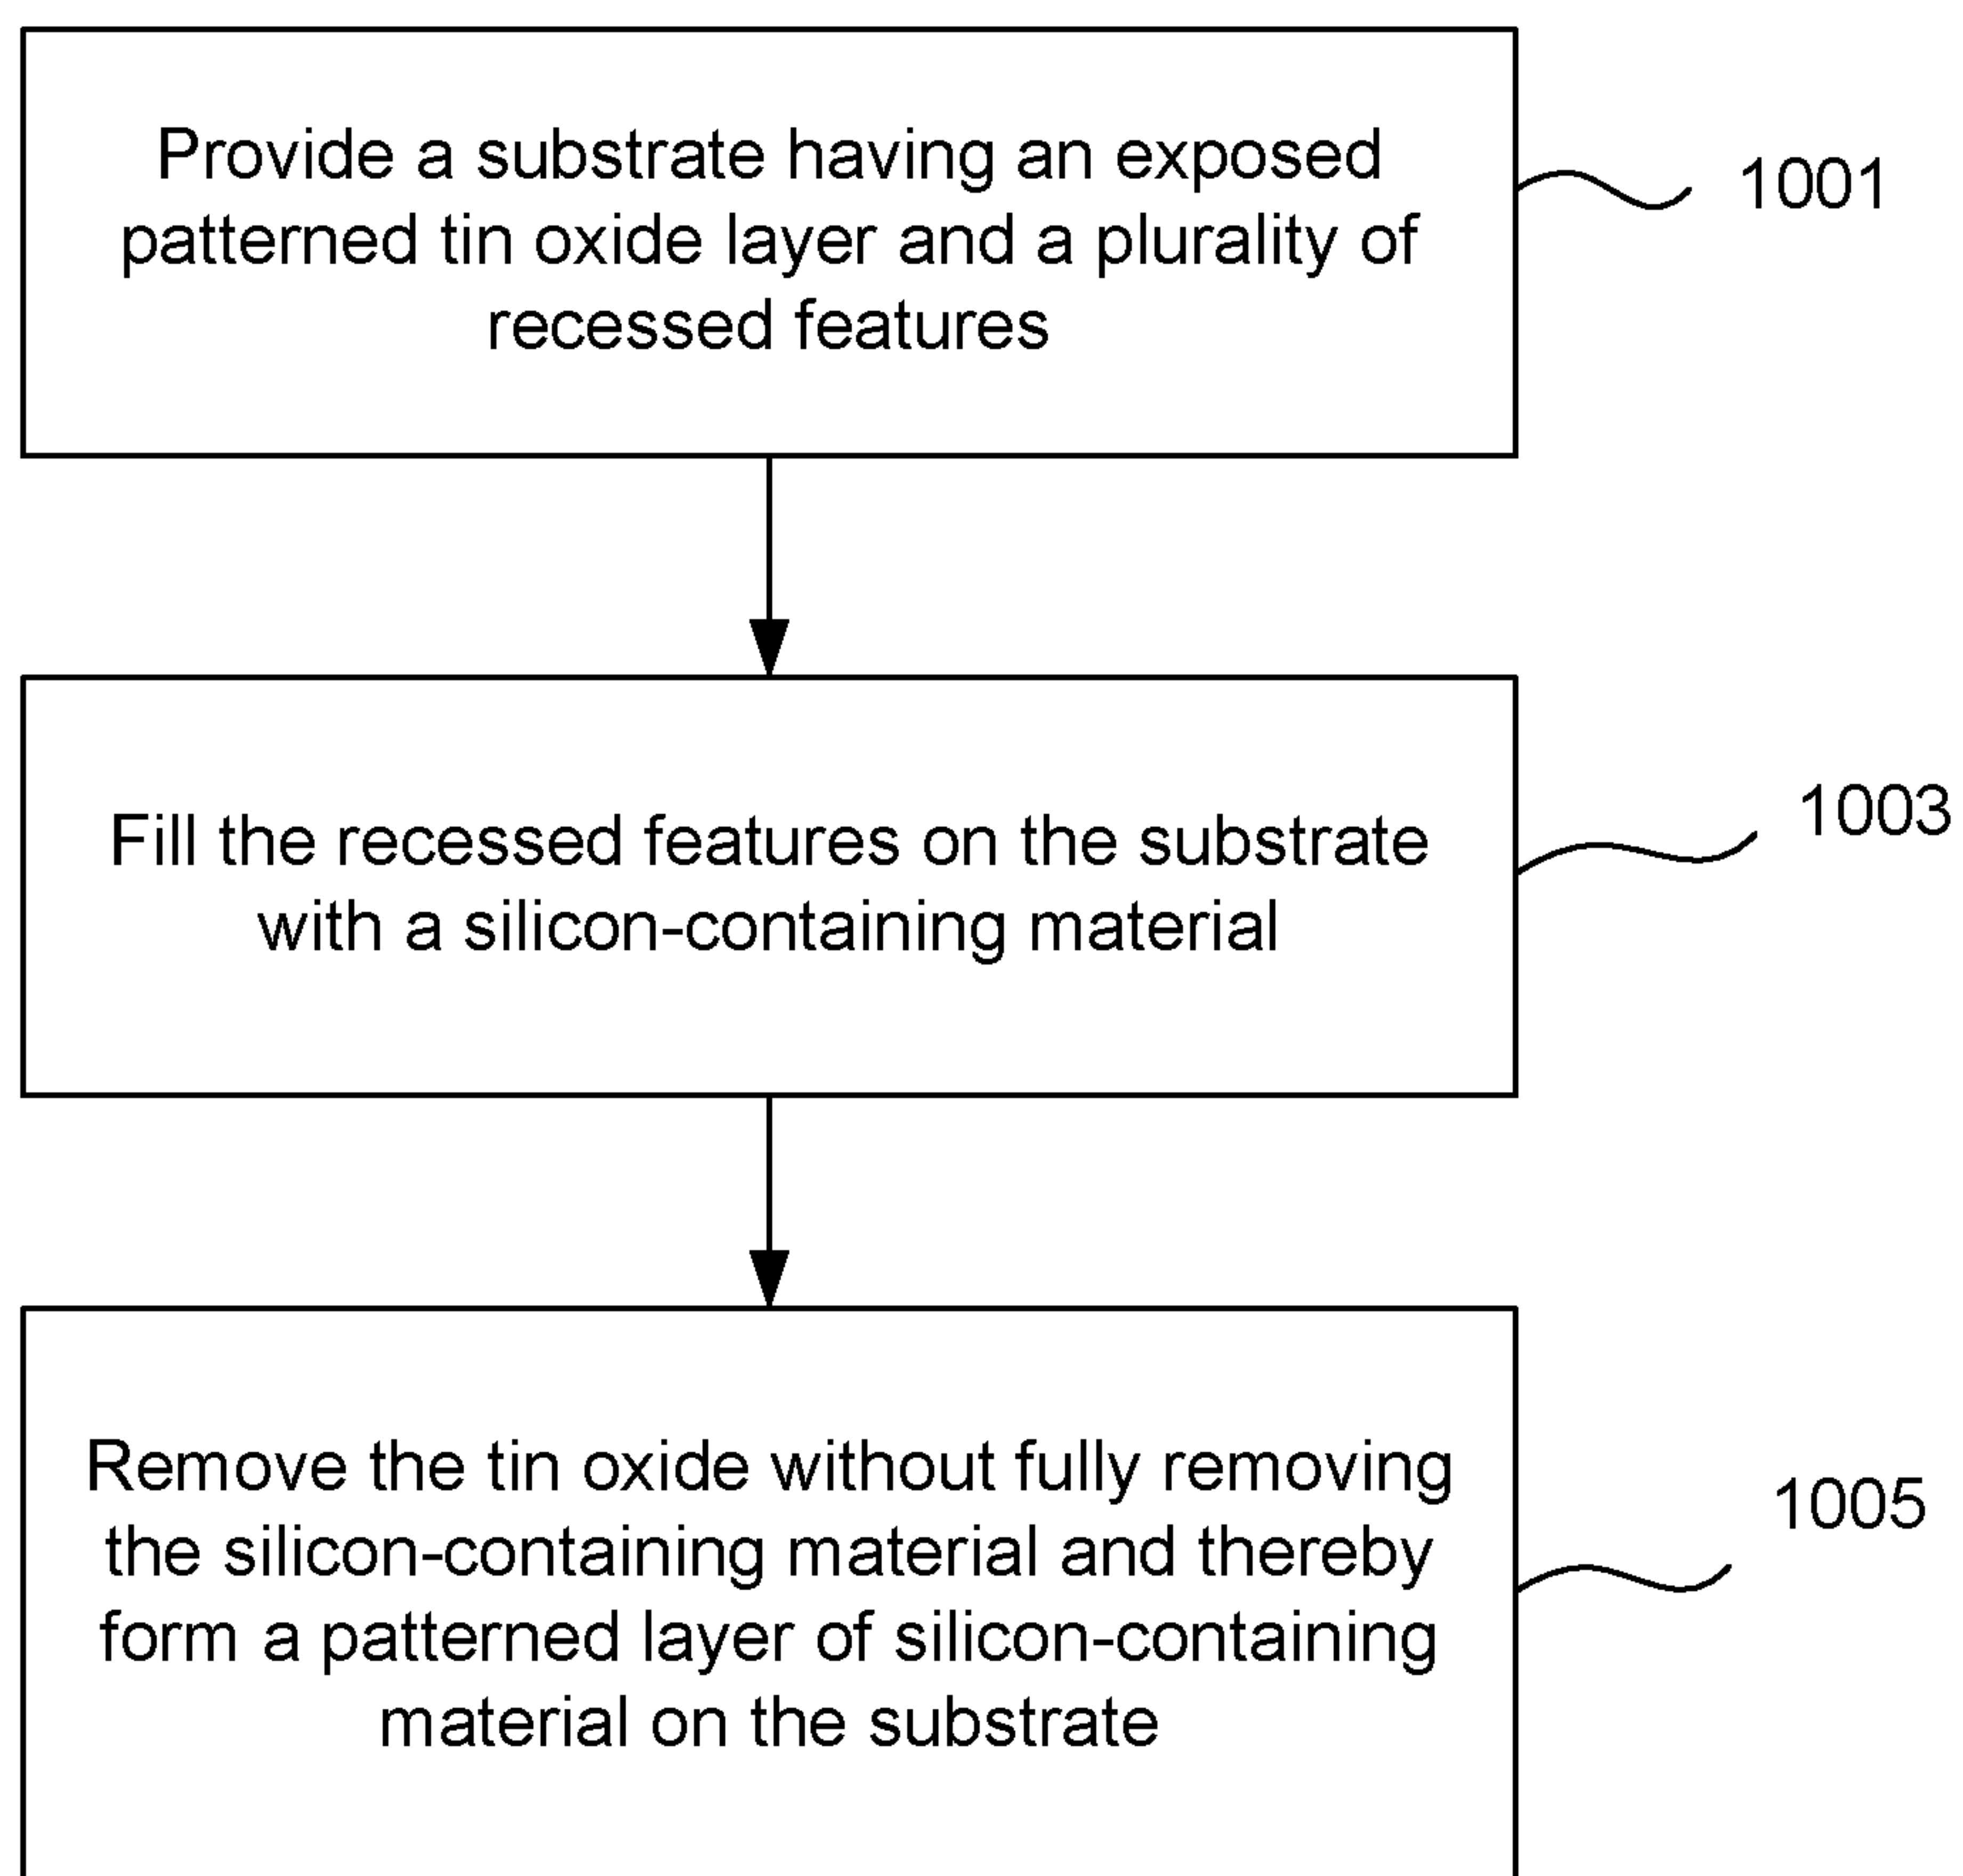 Provide a substrate having an exposed
patterned tin oxide layer and a plurality of
recessed features
1001
Fill the recessed features on the substrate
with a silicon-containing material
1003
Remove the tin oxide without fully removing
the silicon-containing material and thereby
form a patterned layer of silicon-containing
material on the substrate
1005